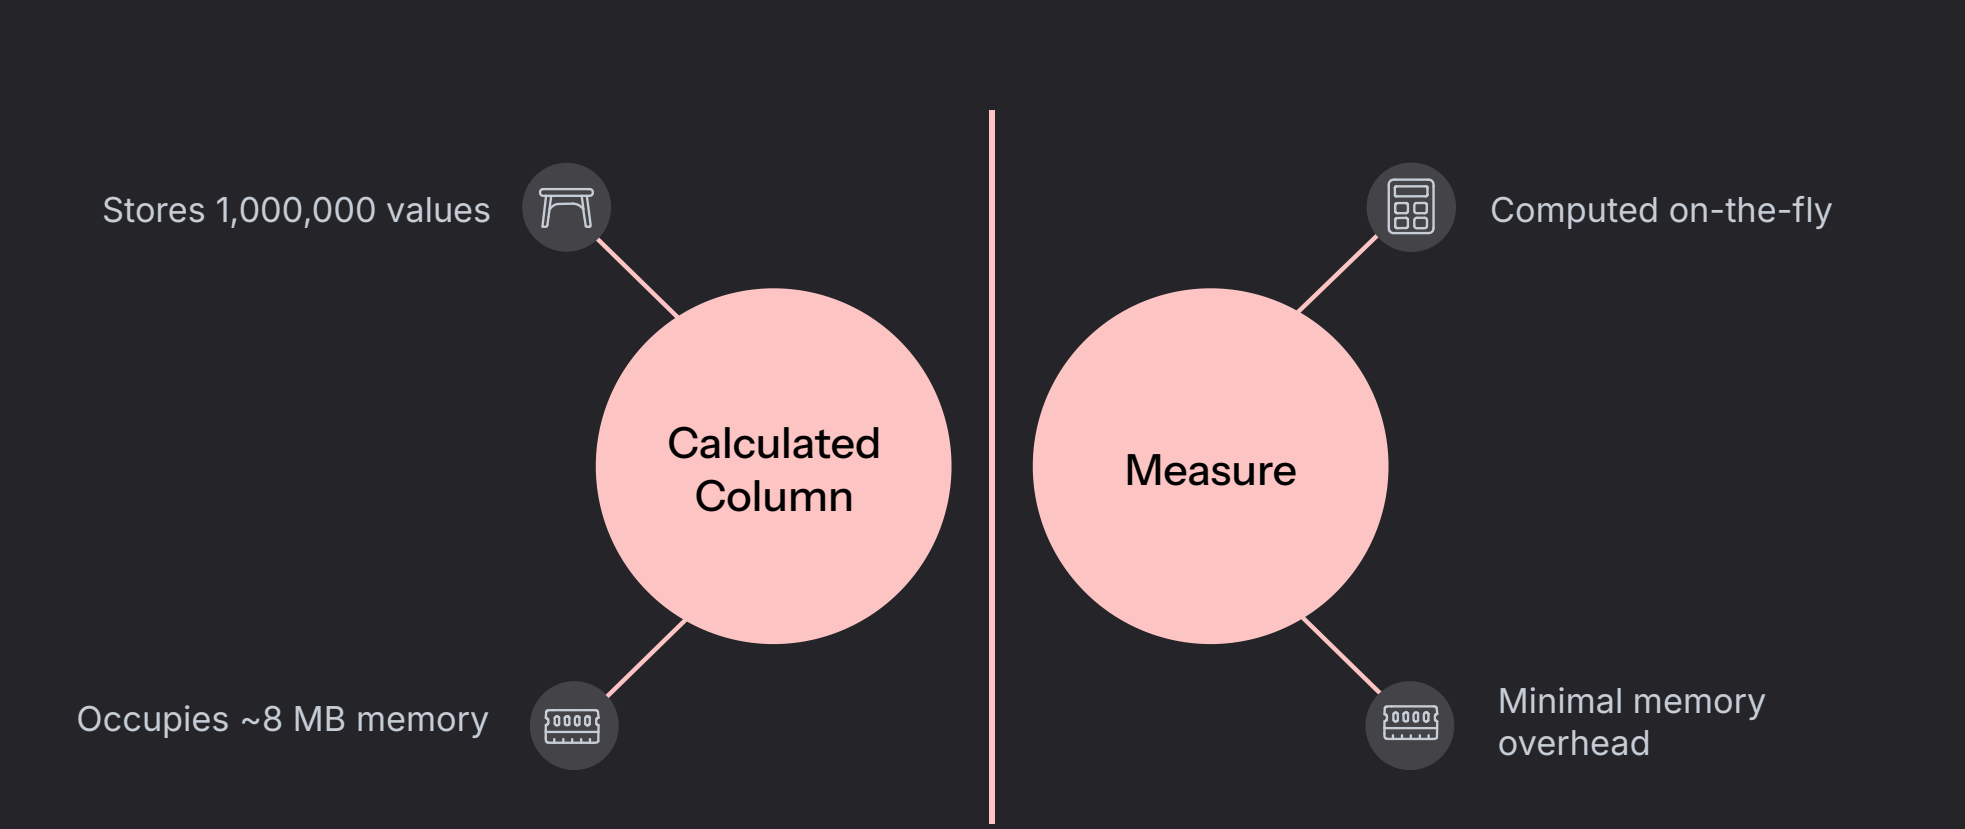 Stores 1,000,000 values
Calculated
Column
Occupies ~8 MB memory
Computed on-the-fly
Measure
Minimal memory
overhead